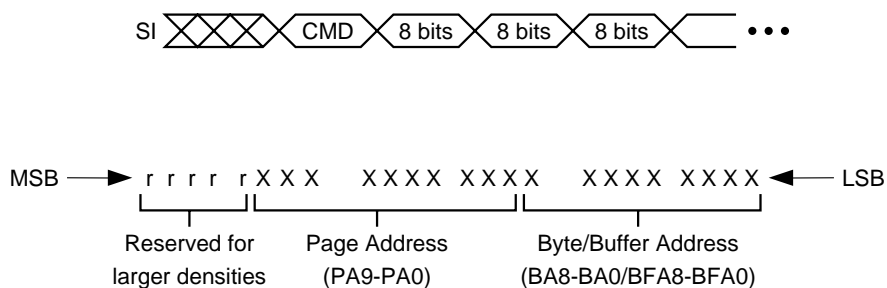 SI CMD 8 bits 8 bits 8 bits •••
MSB r r r r r X X X X X X X X X X X X X X X X X X X LSB
Reserved for Page Address Byte/Buffer Address
larger densities (PA9-PA0) (BA8-BA0/BFA8-BFA0)